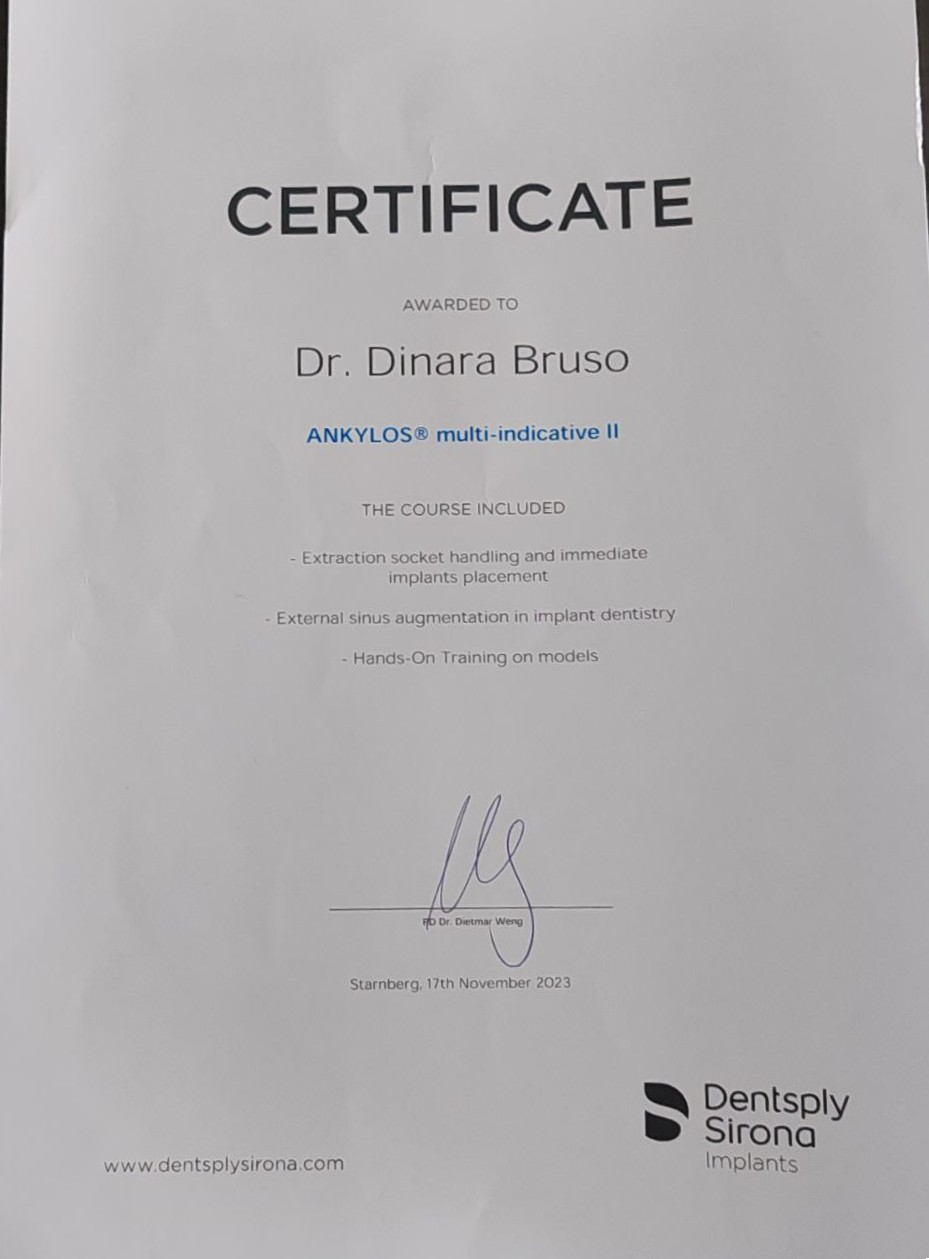 CERTIFICATE
AWARDED TO
Dr. Dinara Bruso
ANKYLOS® multi-indicative II
THE COURSE INCLUDED
- Extraction socket handling and immediate
implants placement
- External sinus augmentation in implant dentistry
- Hands-On Training on models
PD Dr. Dietmar Weng
Starnberg, 17th November 2023
Dentsply
Sirona
Implants
www.dentsplysirona.com